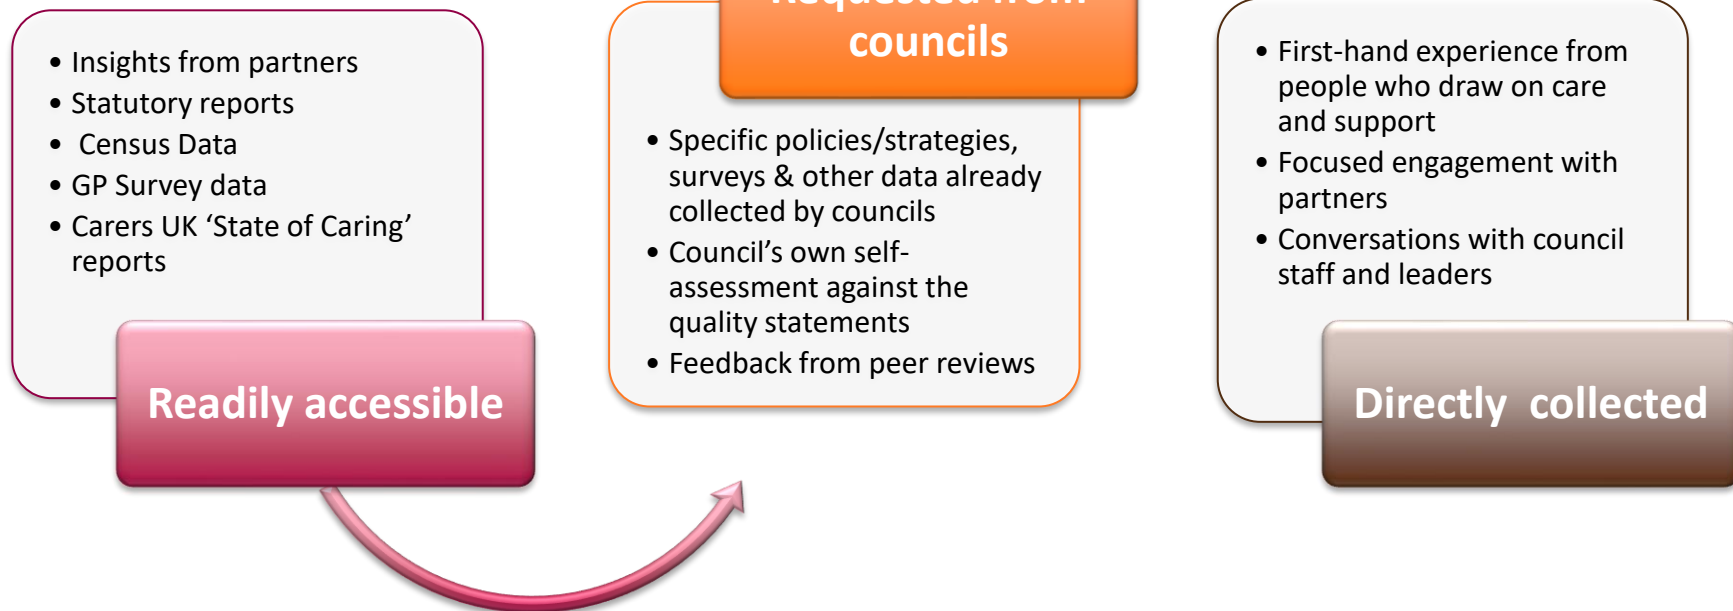 • Insights from partners
• Statutory reports
• Census Data
• GP Survey data
• Carers UK ‘State of Caring’
reports
Readily accessible
Requested from
councils
• Specific policies/strategies,
surveys & other data already
collected by councils
• Council’s own self-
assessment against the
quality statements
• Feedback from peer reviews
• First-hand experience from
people who draw on care
and support
• Focused engagement with
partners
• Conversations with council
staff and leaders
Directly collected